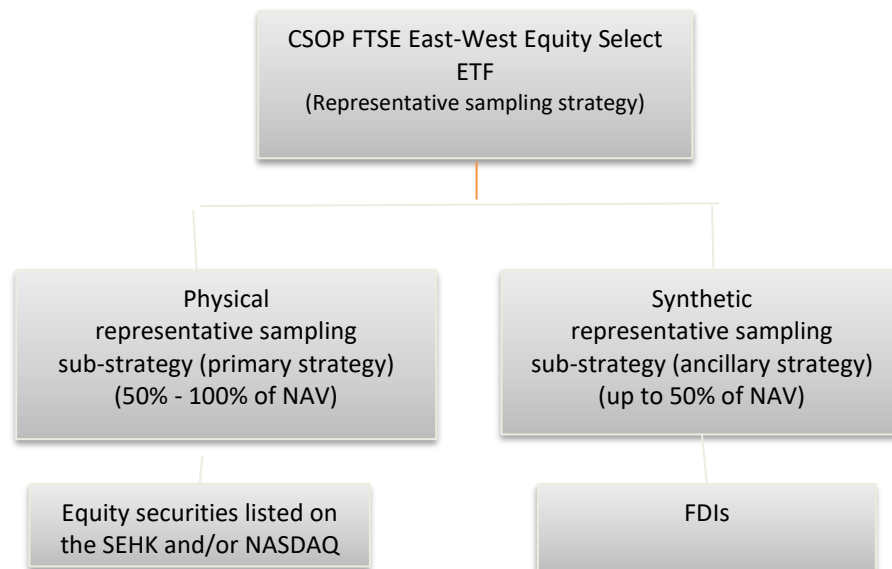 CSOP FTSE East-West Equity Select
ETF
(Representative sampling strategy)
Physical
representative sampling
sub-strategy (primary strategy)
(50% - 100% of NAV)
Synthetic
representative sampling
sub-strategy (ancillary strategy)
(up to 50% of NAV)
Equity securities listed on
the SEHK and/or NASDAQ
FDIs